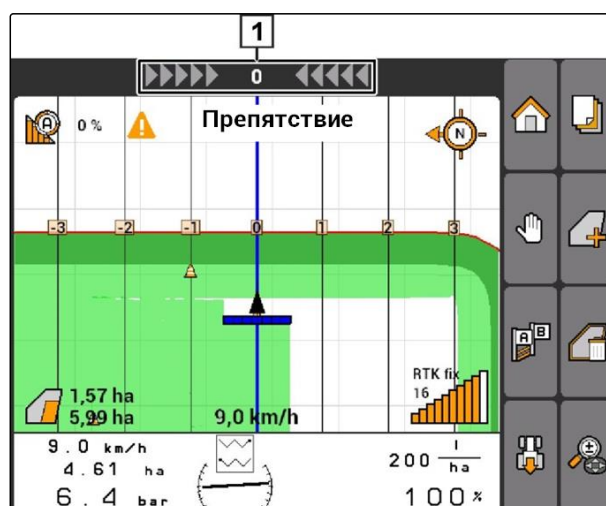 1
0
A 0 % Препятствие N
-3 -2 -1 0 1 2 3
A B
RTK fix
16
1,57 ha
5,99 ha 9,0 km/h
9.0 km/h
4.61 ha 200 l/ha
6.4 bar 100 %